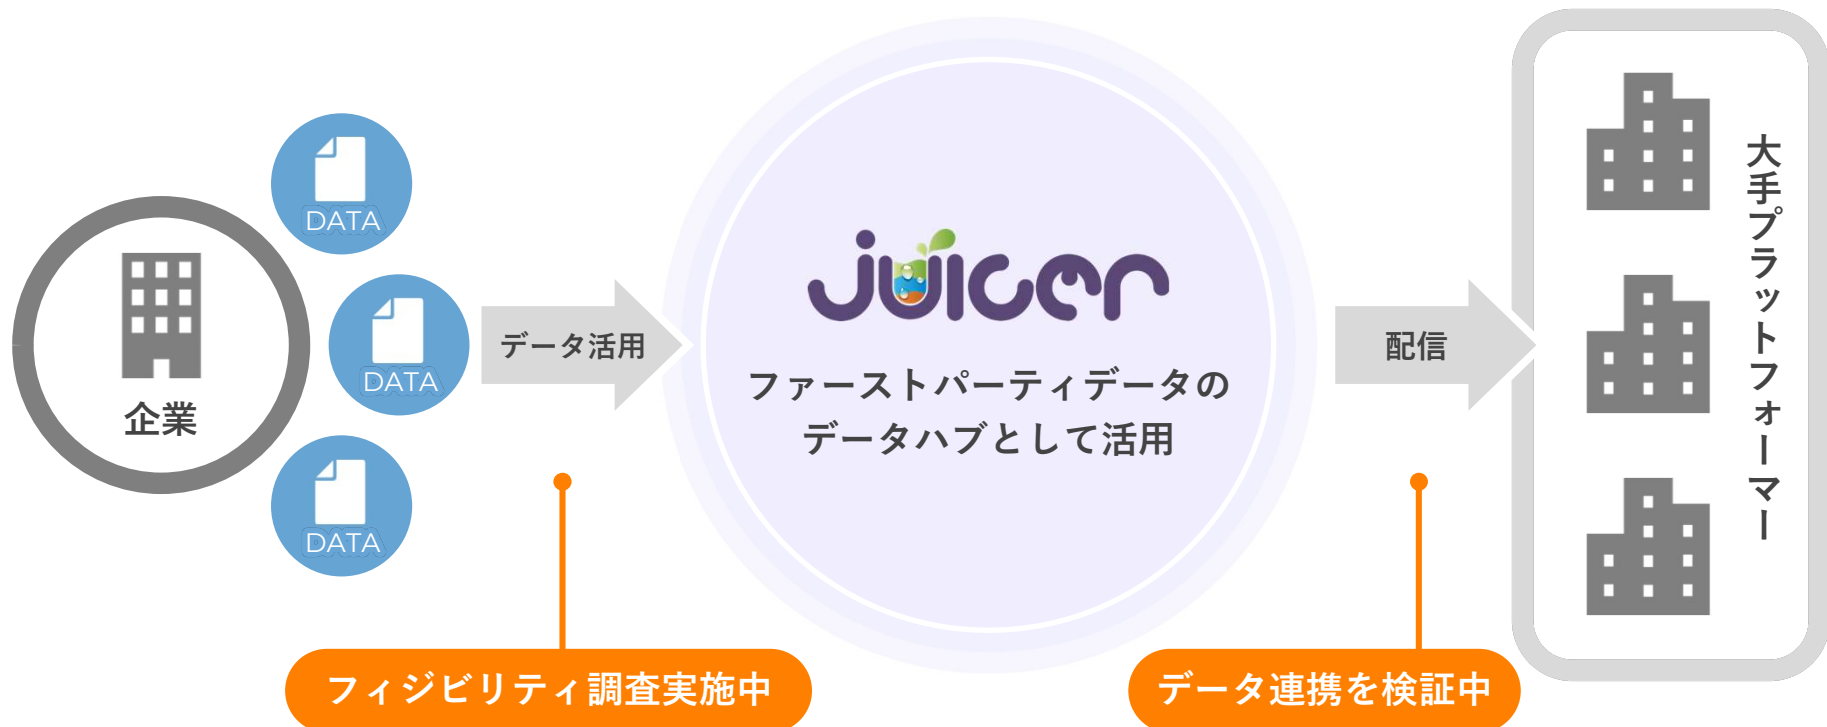 DATA
DATA
DATA
企業
データ活用
juicer
ファーストパーティデータの
データハブとして活用
配信
大手プラットフォーマー
フィジビリティ調査実施中
データ連携を検証中